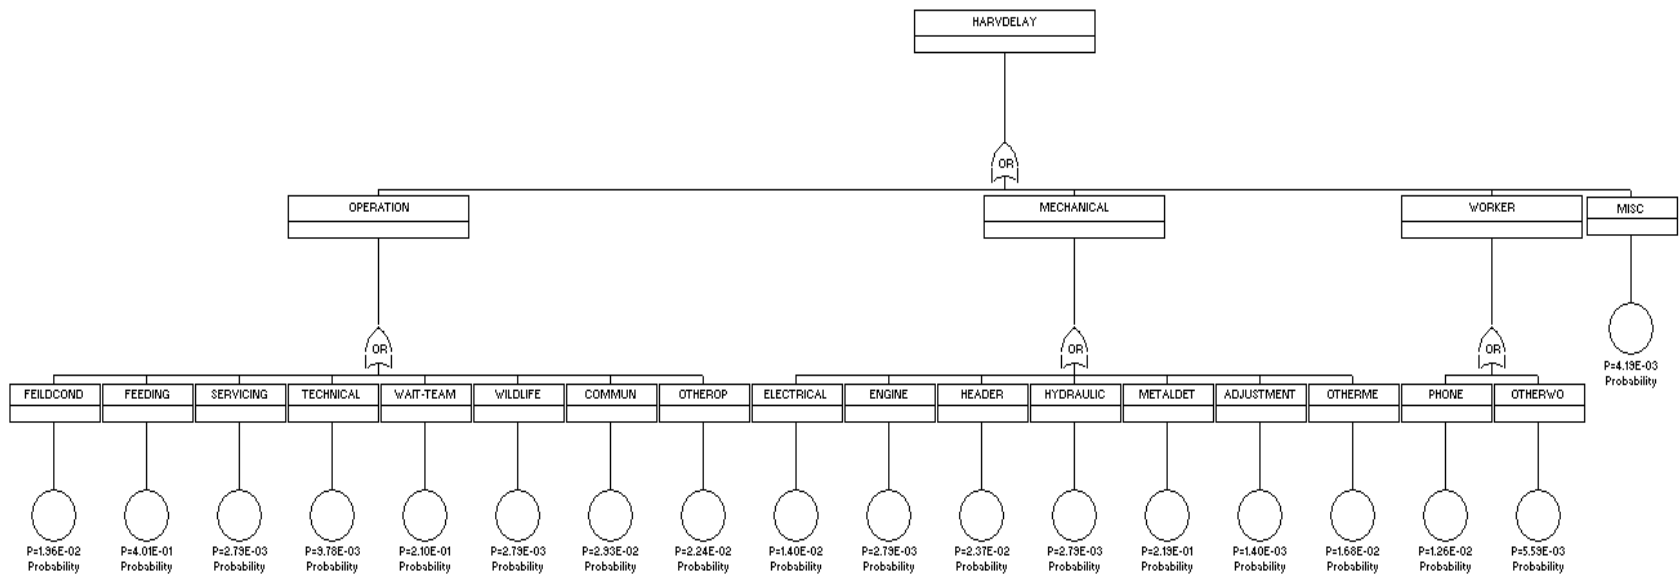 HARVDELAY
OR
OPERATION
MECHANICAL
WORKER
MISC
OR
OR
OR
P=4.19E-03
Probability
FEILDCOND
FEEDING
SERVICING
TECHNICAL
WAIT-TEAM
WILDLIFE
COMMUN
OTHEROP
ELECTRICAL
ENGINE
HEADER
HYDRAULIC
METALDET
ADJUSTMENT
OTHERME
PHONE
OTHERWO
P=1.96E-02
Probability
P=4.01E-01
Probability
P=2.79E-03
Probability
P=9.78E-03
Probability
P=2.10E-01
Probability
P=2.79E-03
Probability
P=2.93E-02
Probability
P=2.24E-02
Probability
P=1.40E-02
Probability
P=2.79E-03
Probability
P=2.37E-02
Probability
P=2.79E-03
Probability
P=2.19E-01
Probability
P=1.40E-03
Probability
P=1.68E-02
Probability
P=1.26E-02
Probability
P=5.59E-03
Probability